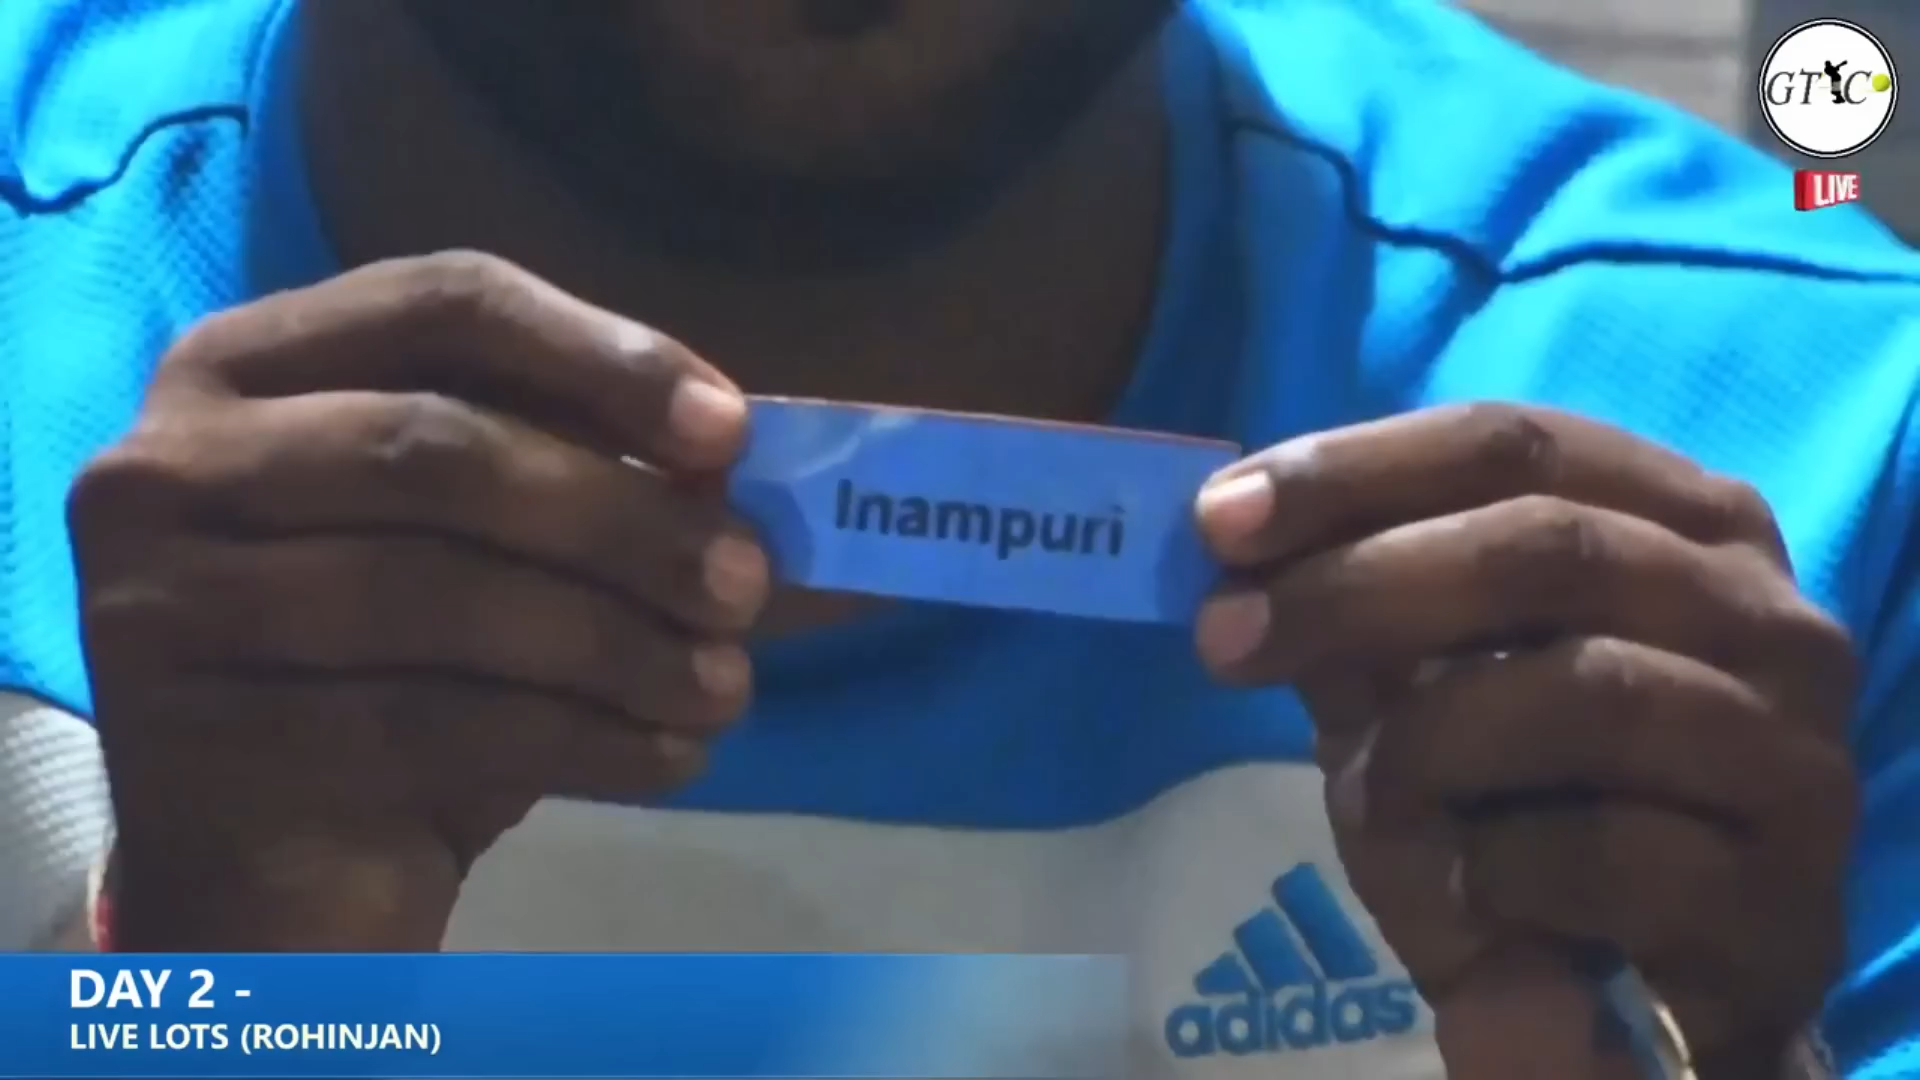 GTC
LIVE
Inampuri
adidas
DAY 2 -
LIVE LOTS (ROHINJAN)